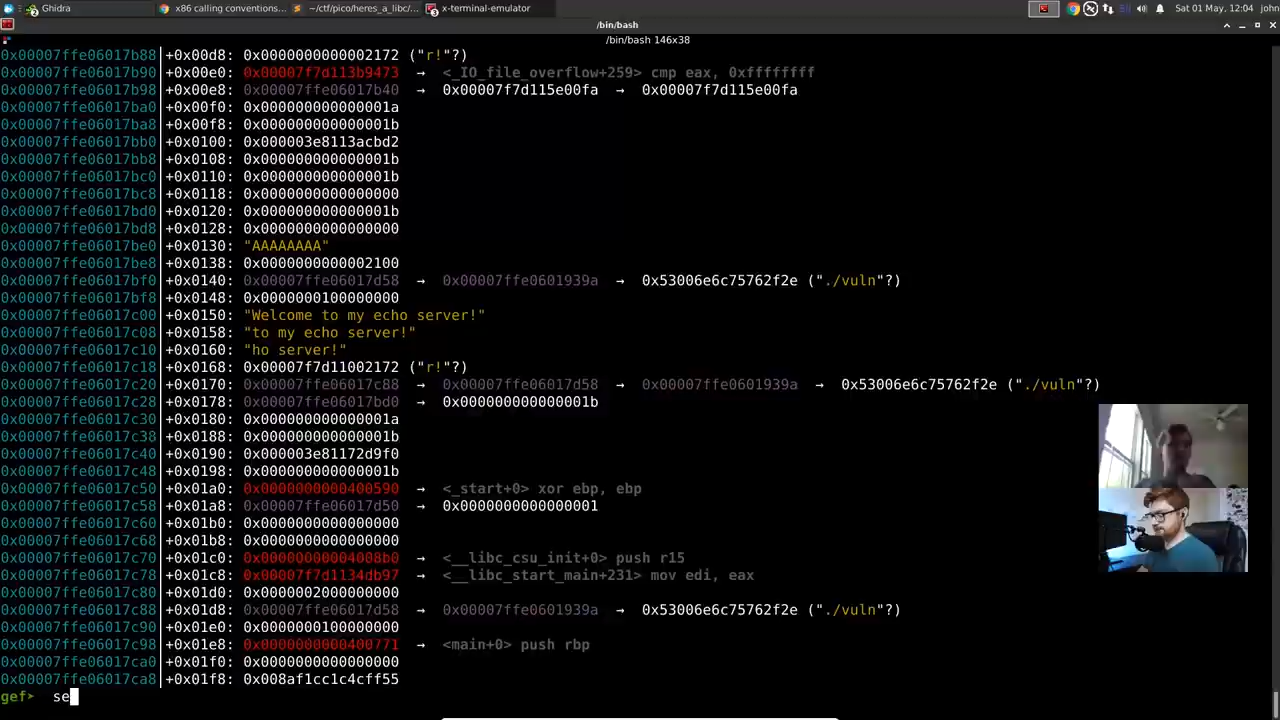 Ghidra
x86 calling conventions...
~/ctf/pico/heres_a_libc/...
x-terminal-emulator
Sat 01 May, 12:04 john
/bin/bash
/bin/bash 146x38
0x00007ffe06017b88 +0x00d8: 0x0000000000002172 ("r!"?)
0x00007ffe06017b90 +0x00e0: 0x00007f7d113b9473 → <_IO_file_overflow+259> cmp eax, 0xffffffff
0x00007ffe06017b98 +0x00e8: 0x00007ffe06017b40 → 0x00007f7d115e00fa → 0x00007f7d115e00fa
0x00007ffe06017ba0 +0x00f0: 0x000000000000001a
0x00007ffe06017ba8 +0x00f8: 0x000000000000001b
0x00007ffe06017bb0 +0x0100: 0x000003e8113acbd2
0x00007ffe06017bb8 +0x0108: 0x000000000000001b
0x00007ffe06017bc0 +0x0110: 0x000000000000001b
0x00007ffe06017bc8 +0x0118: 0x0000000000000000
0x00007ffe06017bd0 +0x0120: 0x000000000000001b
0x00007ffe06017bd8 +0x0128: 0x0000000000000000
0x00007ffe06017be0 +0x0130: "AAAAAAAA"
0x00007ffe06017be8 +0x0138: 0x0000000000002100
0x00007ffe06017bf0 +0x0140: 0x00007ffe06017d58 → 0x00007ffe0601939a → 0x53006e6c75762f2e ("./vuln"?)
0x00007ffe06017bf8 +0x0148: 0x0000000100000000
0x00007ffe06017c00 +0x0150: "Welcome to my echo server!"
0x00007ffe06017c08 +0x0158: "to my echo server!"
0x00007ffe06017c10 +0x0160: "ho server!"
0x00007ffe06017c18 +0x0168: 0x00007f7d11002172 ("r!"?)
0x00007ffe06017c20 +0x0170: 0x00007ffe06017c88 → 0x00007ffe06017d58 → 0x00007ffe0601939a → 0x53006e6c75762f2e ("./vuln"?)
0x00007ffe06017c28 +0x0178: 0x00007ffe06017bd0 → 0x000000000000001b
0x00007ffe06017c30 +0x0180: 0x000000000000001a
0x00007ffe06017c38 +0x0188: 0x000000000000001b
0x00007ffe06017c40 +0x0190: 0x000003e81172d9f0
0x00007ffe06017c48 +0x0198: 0x000000000000001b
0x00007ffe06017c50 +0x01a0: 0x0000000000400590 → <_start+0> xor ebp, ebp
0x00007ffe06017c58 +0x01a8: 0x00007ffe06017d50 → 0x0000000000000001
0x00007ffe06017c60 +0x01b0: 0x0000000000000000
0x00007ffe06017c68 +0x01b8: 0x0000000000000000
0x00007ffe06017c70 +0x01c0: 0x00000000004008b0 → <__libc_csu_init+0> push r15
0x00007ffe06017c78 +0x01c8: 0x00007f7d1134db97 → <__libc_start_main+231> mov edi, eax
0x00007ffe06017c80 +0x01d0: 0x0000002000000000
0x00007ffe06017c88 +0x01d8: 0x00007ffe06017d58 → 0x00007ffe0601939a → 0x53006e6c75762f2e ("./vuln"?)
0x00007ffe06017c90 +0x01e0: 0x0000000100000000
0x00007ffe06017c98 +0x01e8: 0x0000000000400771 → <main+0> push rbp
0x00007ffe06017ca0 +0x01f0: 0x0000000000000000
0x00007ffe06017ca8 +0x01f8: 0x008af1cc1c4cff55
gef➤ se